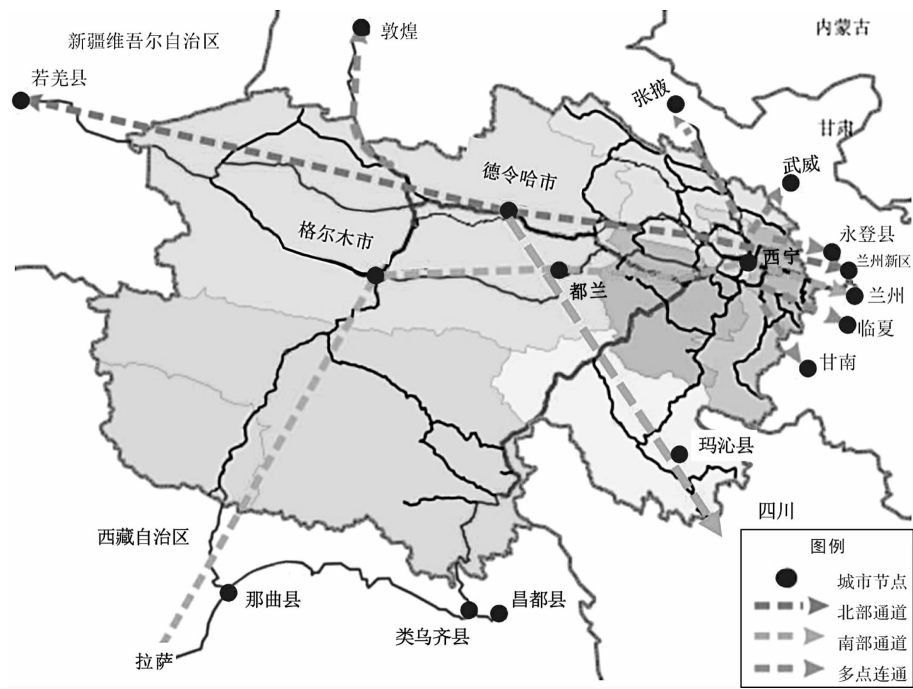 新疆维吾尔自治区
敦煌
内蒙古
若羌县
张掖
甘肃
武威
德令哈市
永登县
格尔木市
西宁
兰州新区
都兰
兰州
临夏
甘南
玛沁县
四川
西藏自治区
图例
城市节点
那曲县
昌都县
北部通道
类乌齐县
南部通道
拉萨
多点连通